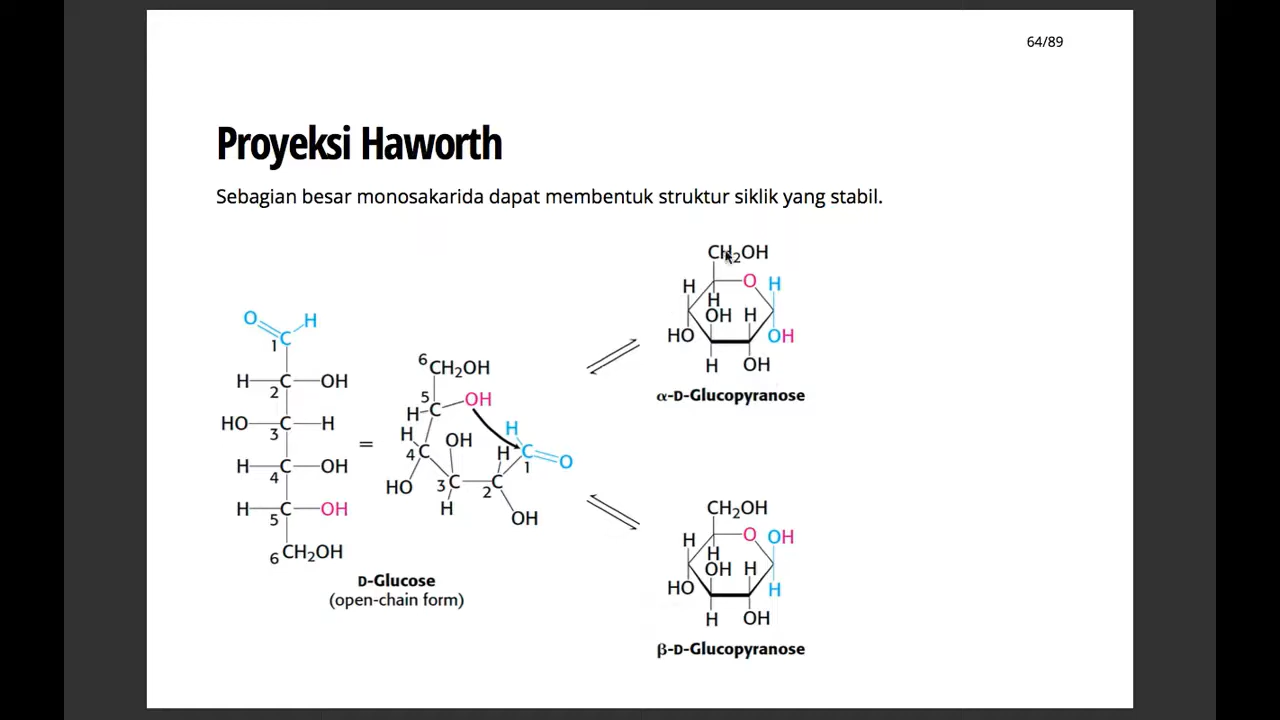 64/89
Proyeksi Haworth
Sebagian besar monosakarida dapat membentuk struktur siklik yang stabil.
O H
C
1
H C OH
2
HO C H
3
H C OH
4
H C OH
5
6 CH₂OH
=
6 CH₂OH
5
H C OH
H
4 C OH
H
C O
1
HO
3 C
2 C
H
OH
D-Glucose
(open-chain form)
CH₂OH
H O H
H
OH H
HO OH
H OH
α-D-Glucopyranose
CH₂OH
H O OH
H
OH H
HO H
H OH
β-D-Glucopyranose